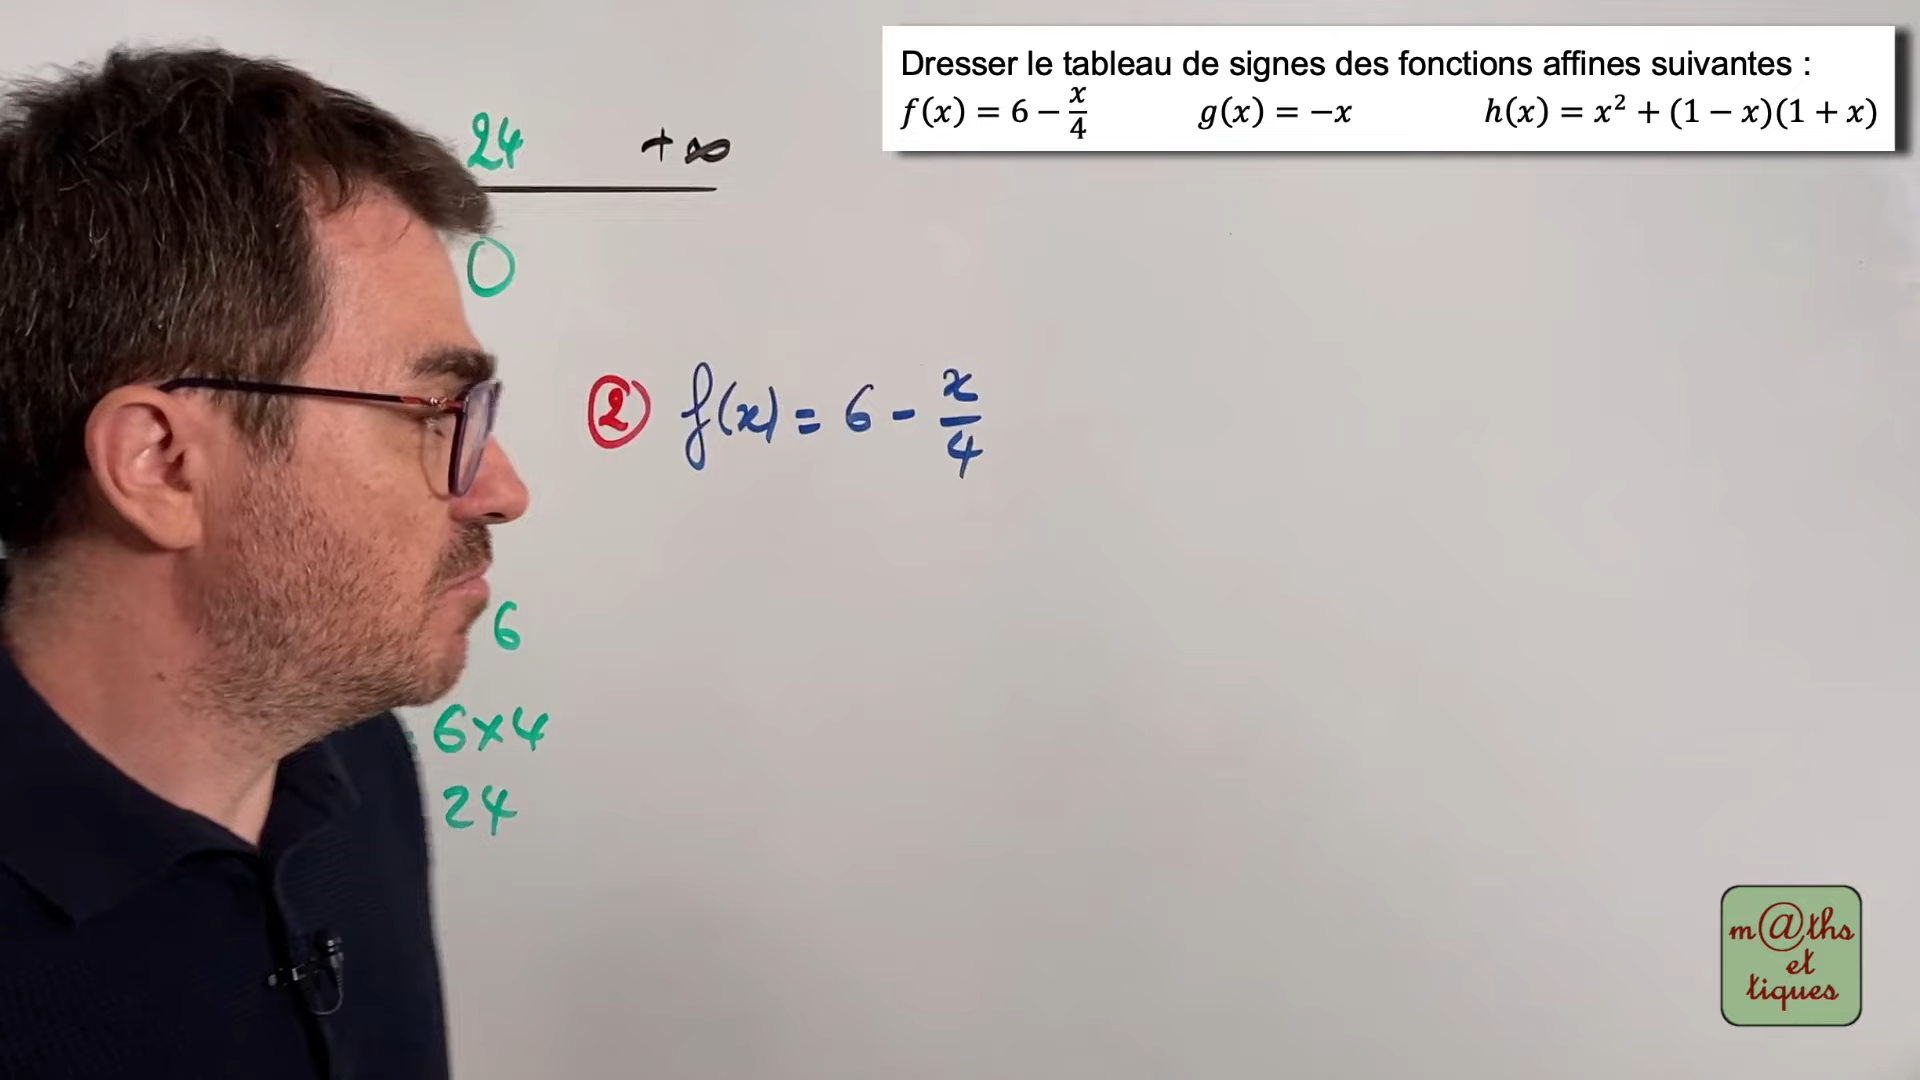 Dresser le tableau de signes des fonctions affines suivantes :
f(x) = 6 − x/4 g(x) = −x h(x) = x² + (1 − x)(1 + x)
24 +∞
0
② f(x) = 6 - x/4
6
6×4
24
m@ths
et
tiques